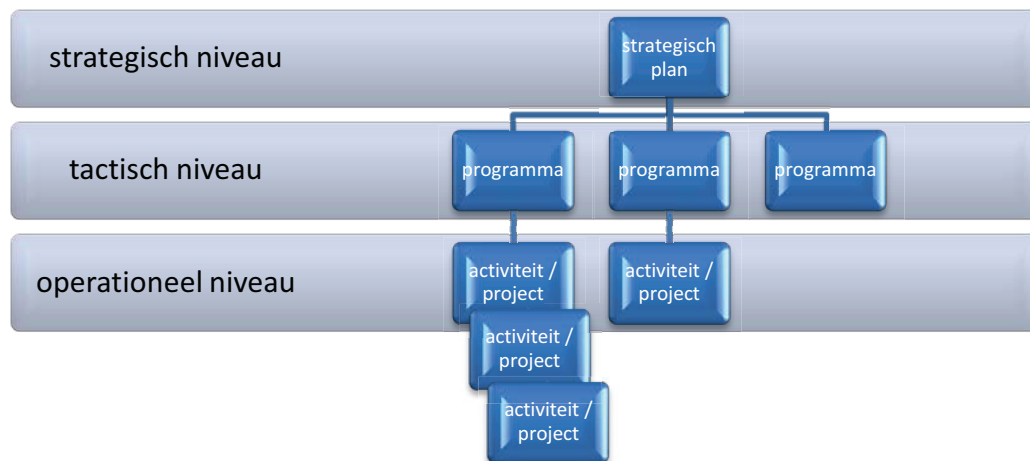 strategisch niveau
strategisch
plan
tactisch niveau
programma
programma
programma
operationeel niveau
activiteit /
project
activiteit /
project
activiteit /
project
activiteit /
project